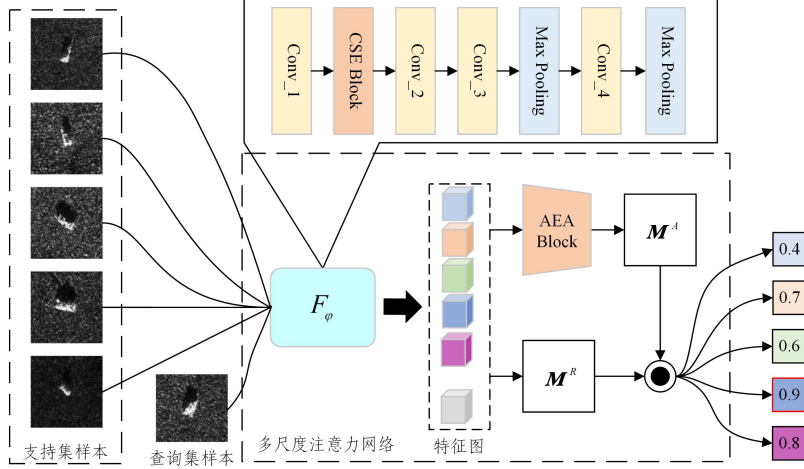 Conv_1
CSE Block
Conv_2
Conv_3
Max Pooling
Conv_4
Max Pooling
AEA
Block
M^A
F_φ
M^R
0.4
0.7
0.6
0.9
0.8
支持集样本
查询集样本
多尺度注意力网络
特征图